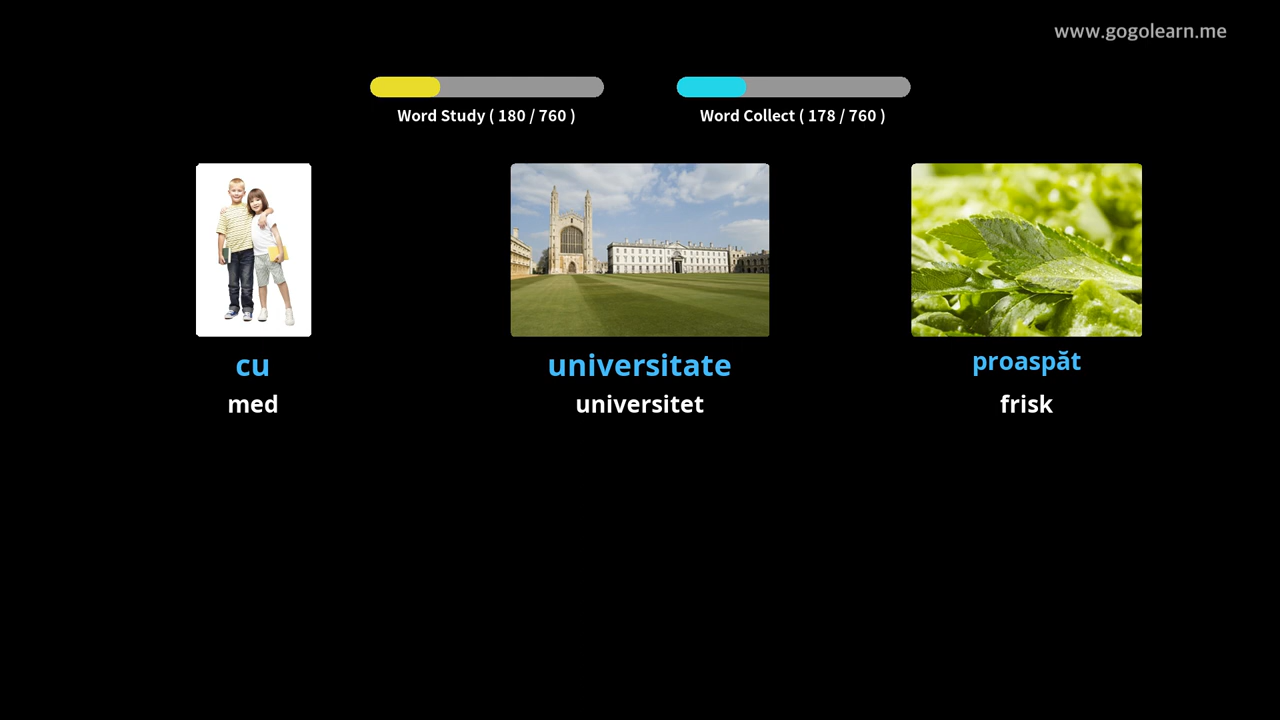 www.gogolearn.me
Word Study ( 180 / 760 )
Word Collect ( 178 / 760 )
cu
med
universitate
universitet
proaspăt
frisk